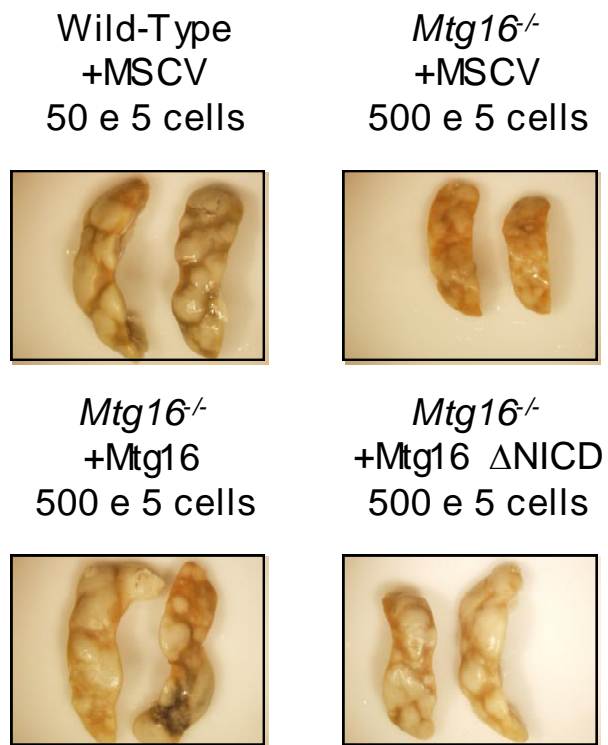 Wild-Type
+MSCV
50 e 5 cells
Mtg16-/-
+MSCV
500 e 5 cells
Mtg16-/-
+Mtg16
500 e 5 cells
Mtg16-/-
+Mtg16 ΔNICD
500 e 5 cells